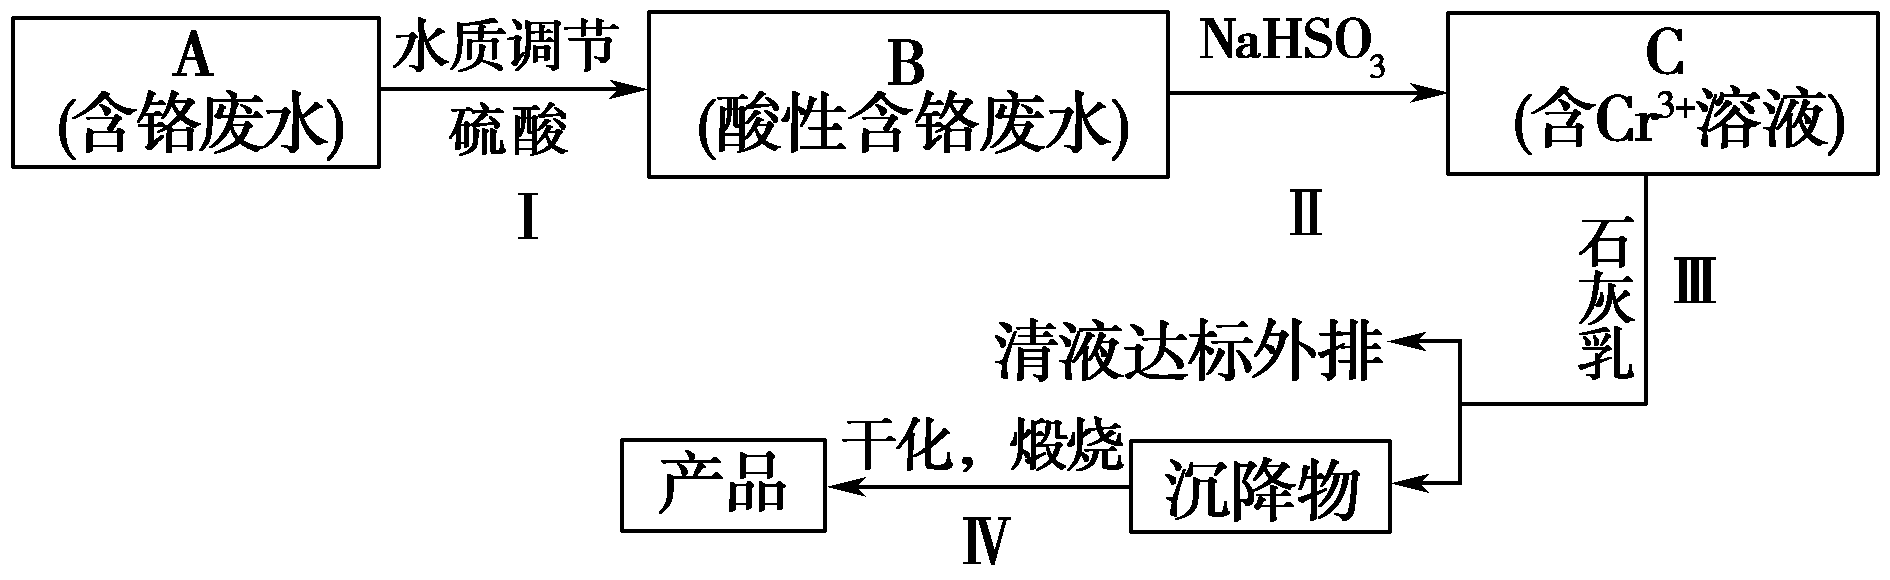 A
(含铬废水)
水质调节
硫酸
Ⅰ
B
(酸性含铬废水)
NaHSO₃
Ⅱ
C
(含Cr³⁺溶液)
石灰乳
Ⅲ
清液达标外排
沉降物
干化，煅烧
Ⅳ
产品